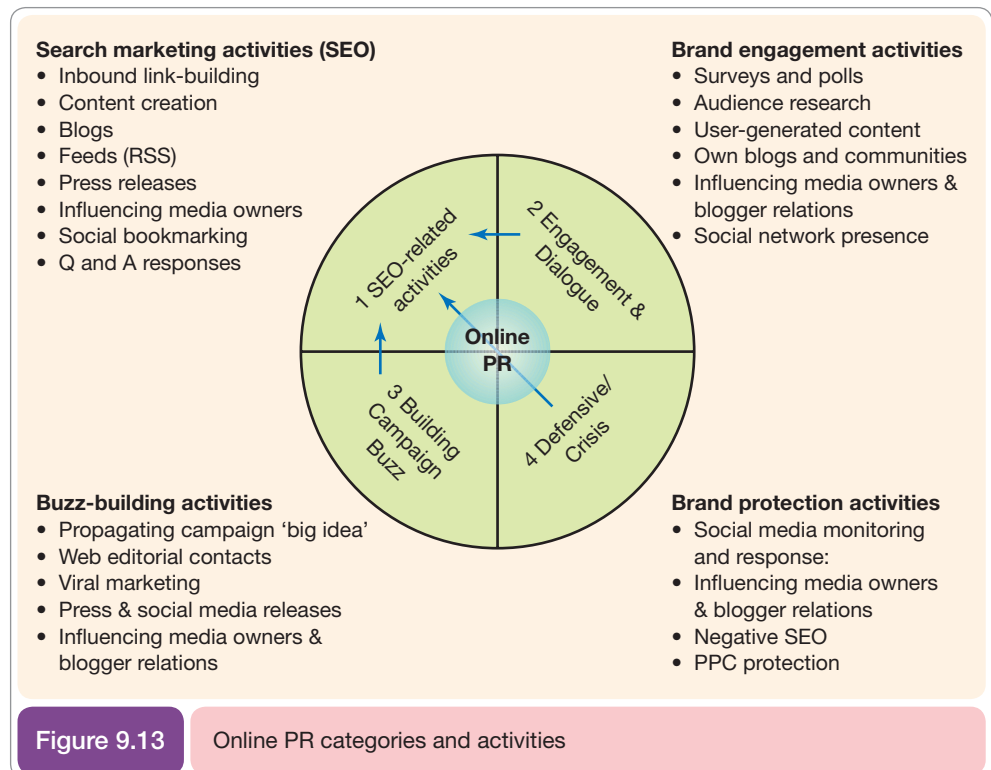 Search marketing activities (SEO)
• Inbound link-building
• Content creation
• Blogs
• Feeds (RSS)
• Press releases
• Influencing media owners
• Social bookmarking
• Q and A responses
Brand engagement activities
• Surveys and polls
• Audience research
• User-generated content
• Own blogs and communities
• Influencing media owners &
blogger relations
• Social network presence
1 SEO-related
activities
2 Engagement &
Dialogue
Online
PR
3 Building
Campaign
Buzz
4 Defensive/
Crisis
Buzz-building activities
• Propagating campaign ‘big idea’
• Web editorial contacts
• Viral marketing
• Press & social media releases
• Influencing media owners &
blogger relations
Brand protection activities
• Social media monitoring
and response:
• Influencing media owners
& blogger relations
• Negative SEO
• PPC protection
Figure 9.13
Online PR categories and activities